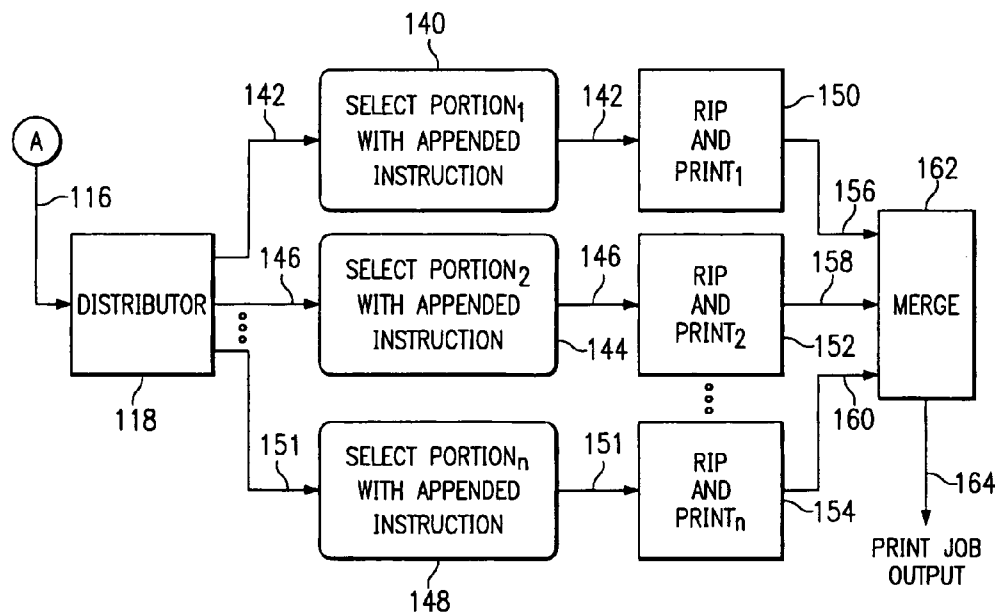 140
142
SELECT PORTION₁
WITH APPENDED
INSTRUCTION
142
RIP
AND
PRINT₁
150
A
116
162
156
DISTRIBUTOR
118
146
SELECT PORTION₂
WITH APPENDED
INSTRUCTION
144
146
RIP
AND
PRINT₂
152
158
MERGE
160
151
SELECT PORTIONₙ
WITH APPENDED
INSTRUCTION
148
151
RIP
AND
PRINTₙ
154
164
PRINT JOB
OUTPUT